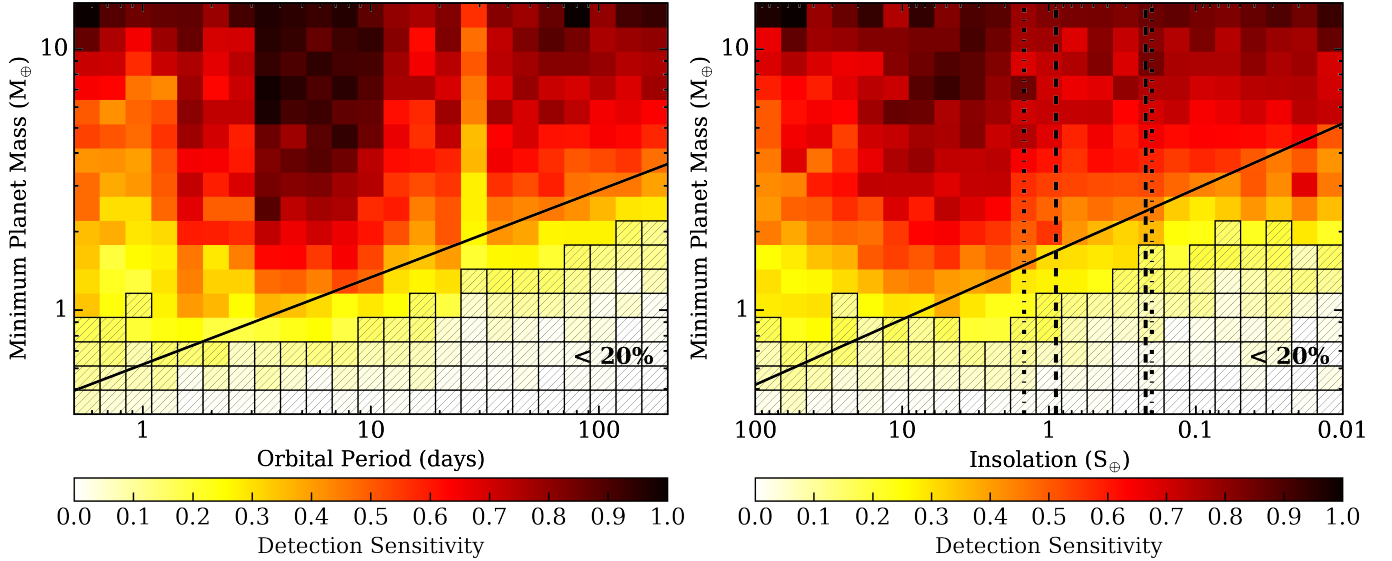 Minimum Planet Mass (M⊕)
10
1
< 20%
1 10 100
Orbital Period (days)
0.0 0.1 0.2 0.3 0.4 0.5 0.6 0.7 0.8 0.9 1.0
Detection Sensitivity
Minimum Planet Mass (M⊕)
10
1
< 20%
100 10 1 0.1 0.01
Insolation (S⊕)
0.0 0.1 0.2 0.3 0.4 0.5 0.6 0.7 0.8 0.9 1.0
Detection Sensitivity